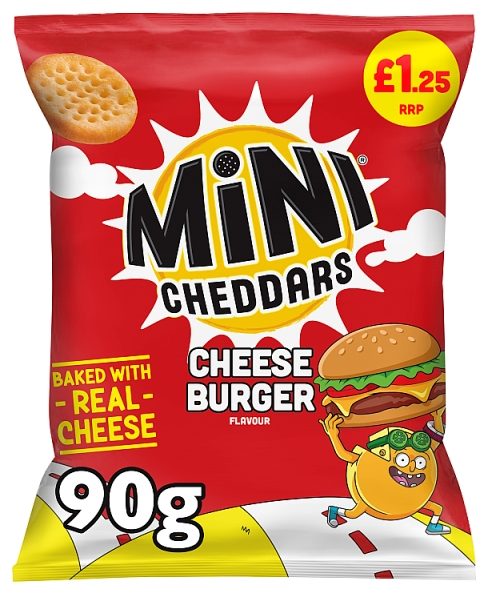 £1.25
RRP
MiNi®
CHEDDARS
CHEESE
BURGER
FLAVOUR
BAKED WITH
- REAL -
CHEESE
90g